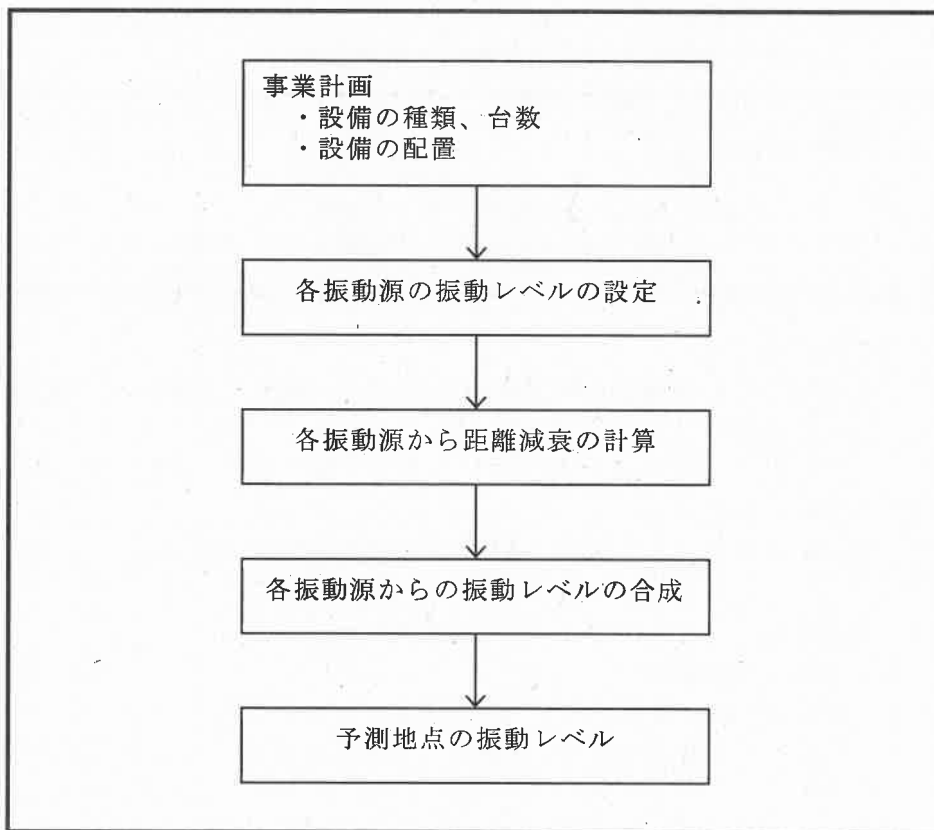 事業計画
・設備の種類、台数
・設備の配置
各振動源の振動レベルの設定
各振動源から距離減衰の計算
各振動源からの振動レベルの合成
予測地点の振動レベル